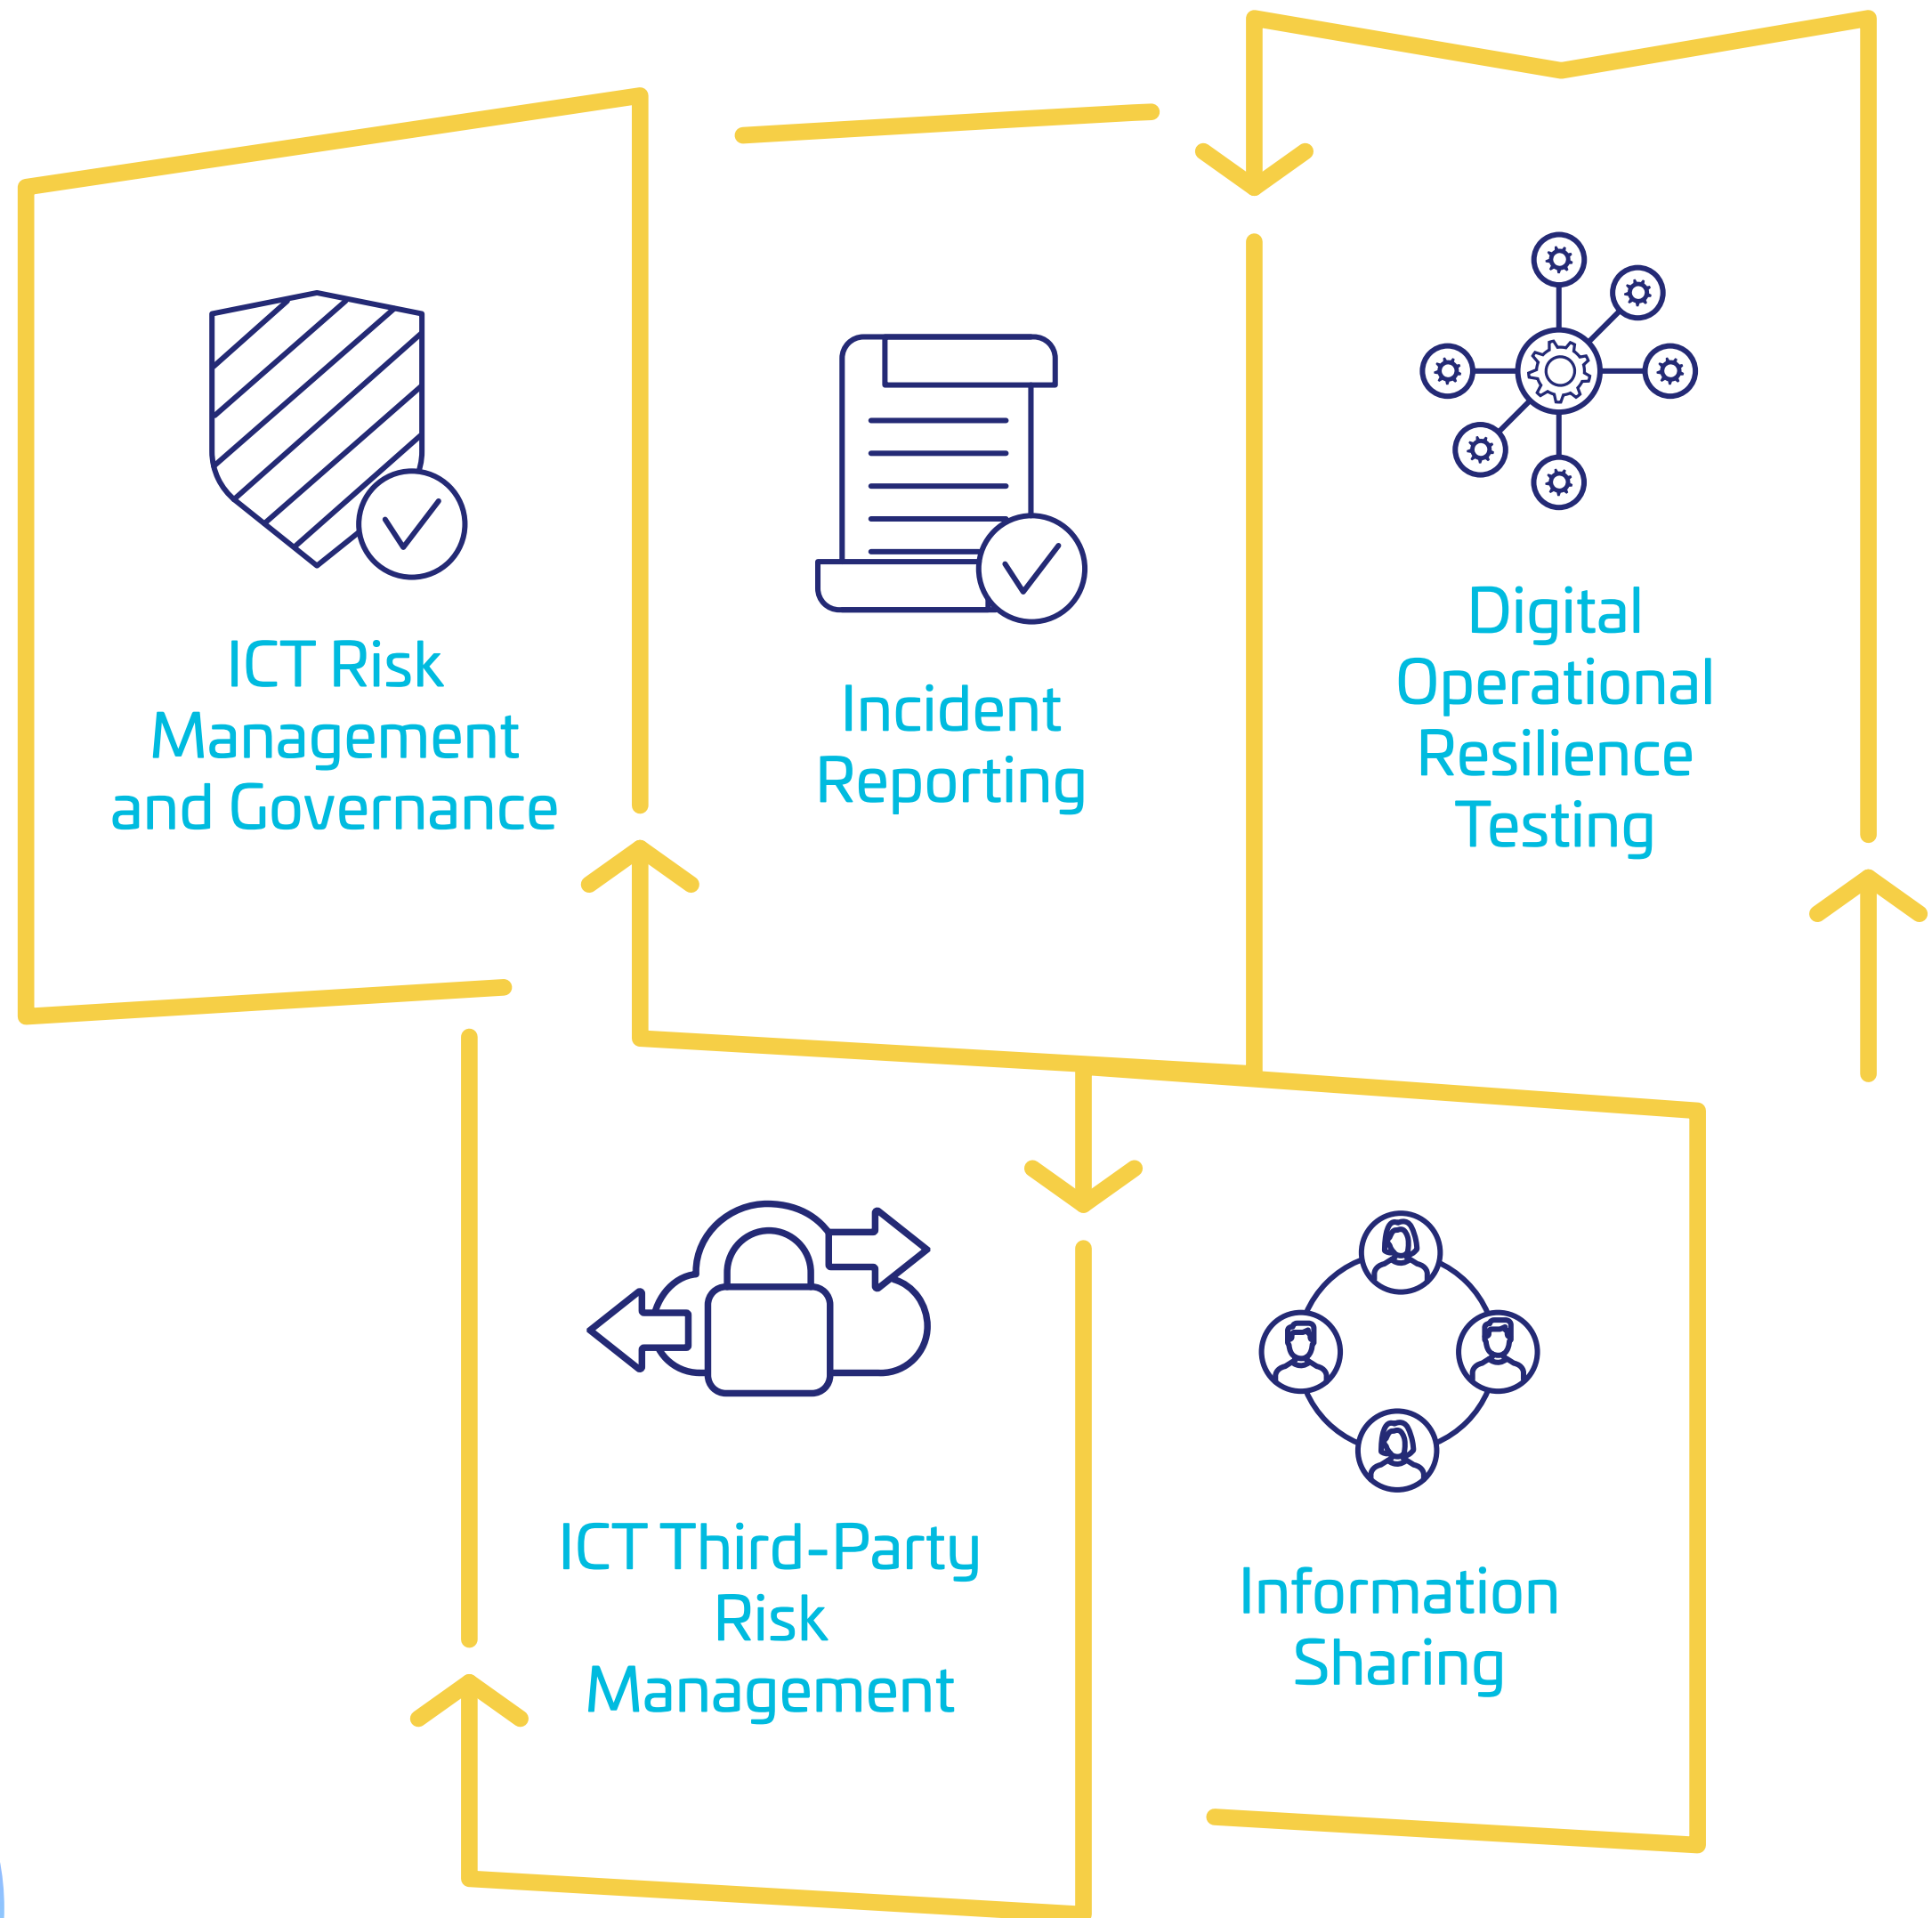 ICT Risk
Management
and Governance
Incident
Reporting
Digital
Operational
Resilience
Testing
ICT Third-Party
Risk
Management
Information
Sharing